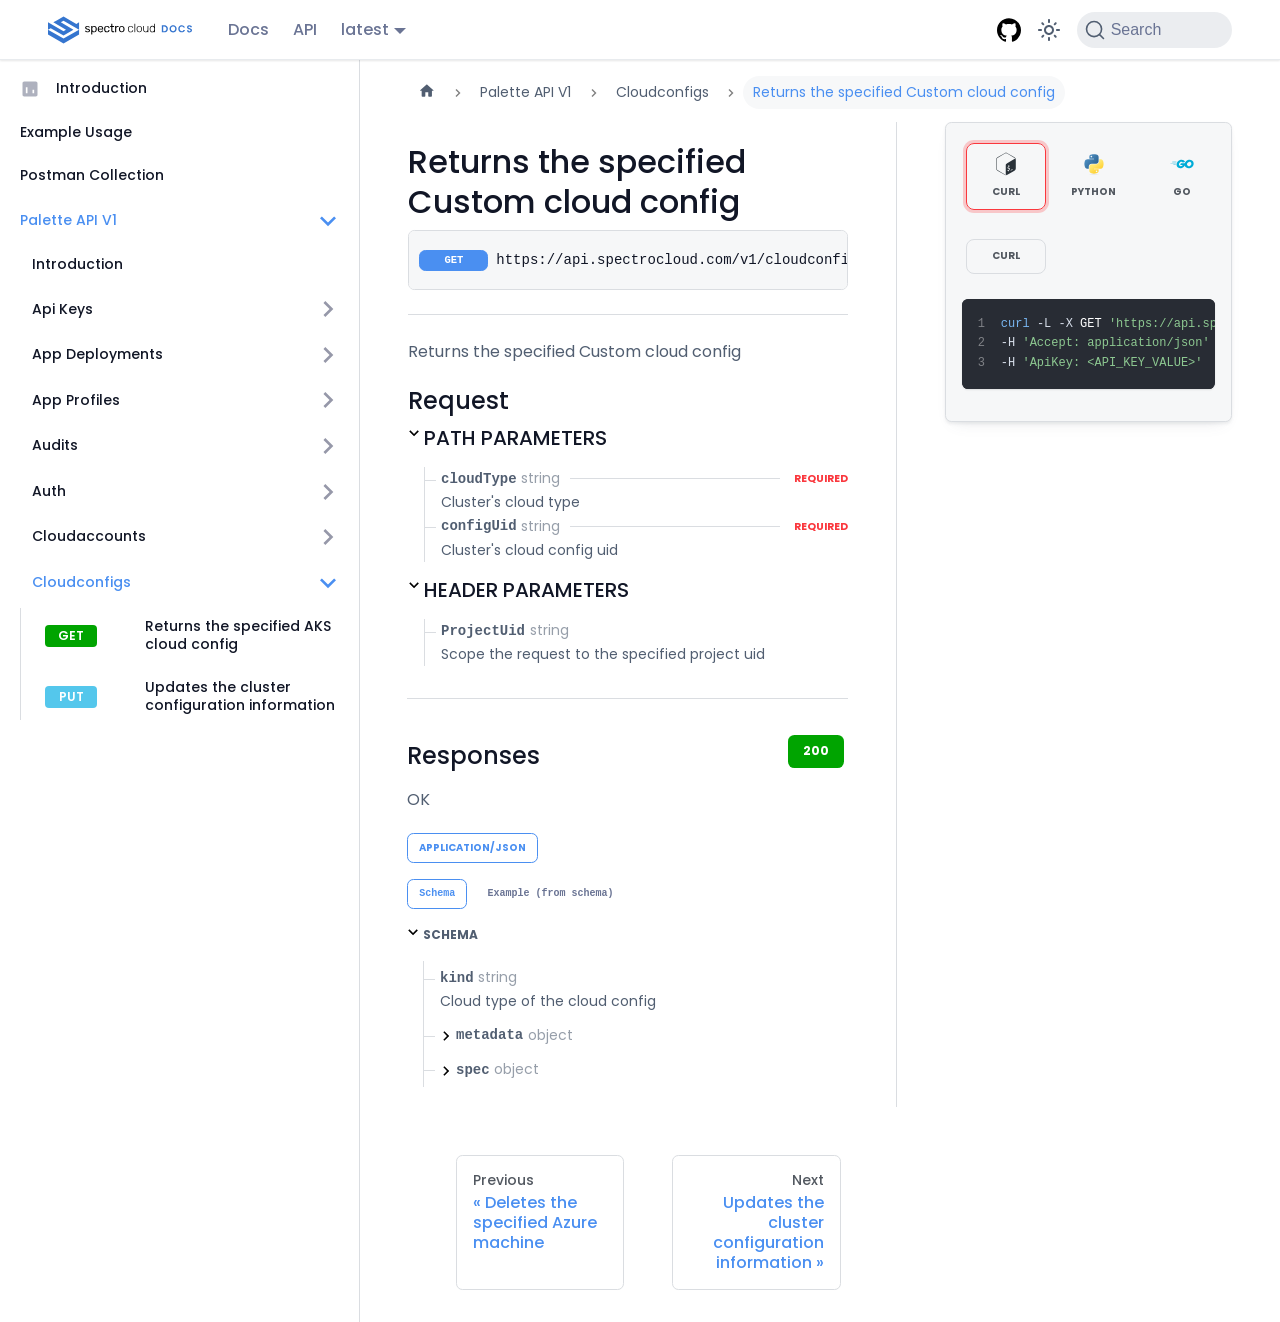 spectro cloud DOCS Docs API latest Search
Introduction
Example Usage
Postman Collection
Palette API V1
Introduction
Api Keys
App Deployments
App Profiles
Audits
Auth
Cloudaccounts
Cloudconfigs
GET Returns the specified AKS
cloud config
PUT Updates the cluster
configuration information
Palette API V1 Cloudconfigs Returns the specified Custom cloud config
Returns the specified
Custom cloud config
GET https://api.spectrocloud.com/v1/cloudconfi
Returns the specified Custom cloud config
Request
PATH PARAMETERS
cloudType string REQUIRED
Cluster's cloud type
configUid string REQUIRED
Cluster's cloud config uid
HEADER PARAMETERS
ProjectUid string
Scope the request to the specified project uid
Responses 200
OK
APPLICATION/JSON
Schema Example (from schema)
SCHEMA
kind string
Cloud type of the cloud config
metadata object
spec object
CURL PYTHON GO
CURL
1 curl -L -X GET 'https://api.sp
2 -H 'Accept: application/json'
3 -H 'ApiKey: <API_KEY_VALUE>'
Previous
« Deletes the
specified Azure
machine
Next
Updates the
cluster
configuration
information »